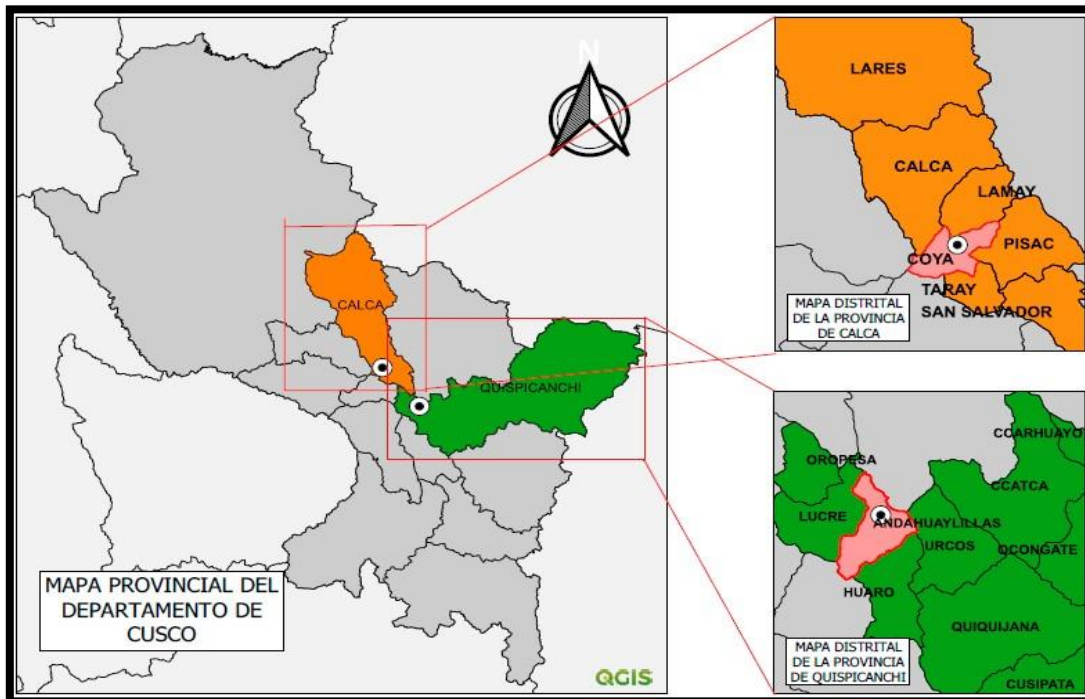 N
CALCA
QUISPICANCHI
MAPA PROVINCIAL DEL
DEPARTAMENTO DE
CUSCO
QGIS
LARES
CALCA
LAMAY
PISAC
COYA
TARAY
SAN SALVADOR
MAPA DISTRITAL
DE LA PROVINCIA
DE CALCA
CCARHUAYO
OROPESA
CCATCA
LUCRE
ANDAHUAYLILLAS
URCOS
OCONGATE
HUARO
QUIQUIJANA
MAPA DISTRITAL
DE LA PROVINCIA
DE QUISPICANCHI
CUSIPATA